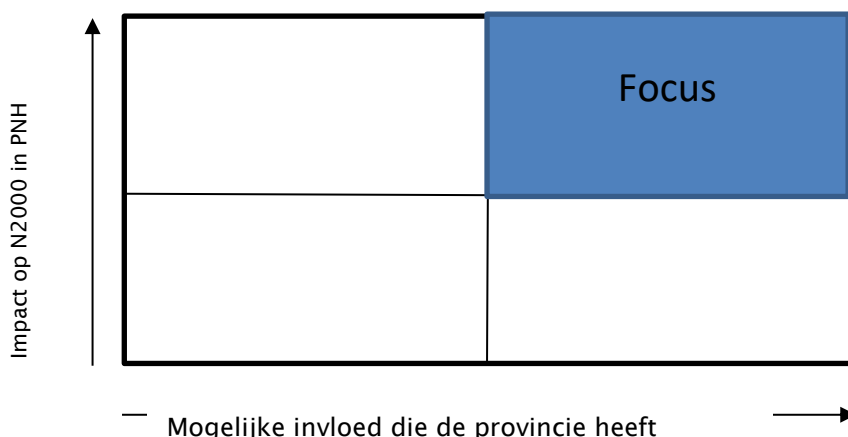 Focus
Impact op N2000 in PNH
Mogelijke invloed die de provincie heeft